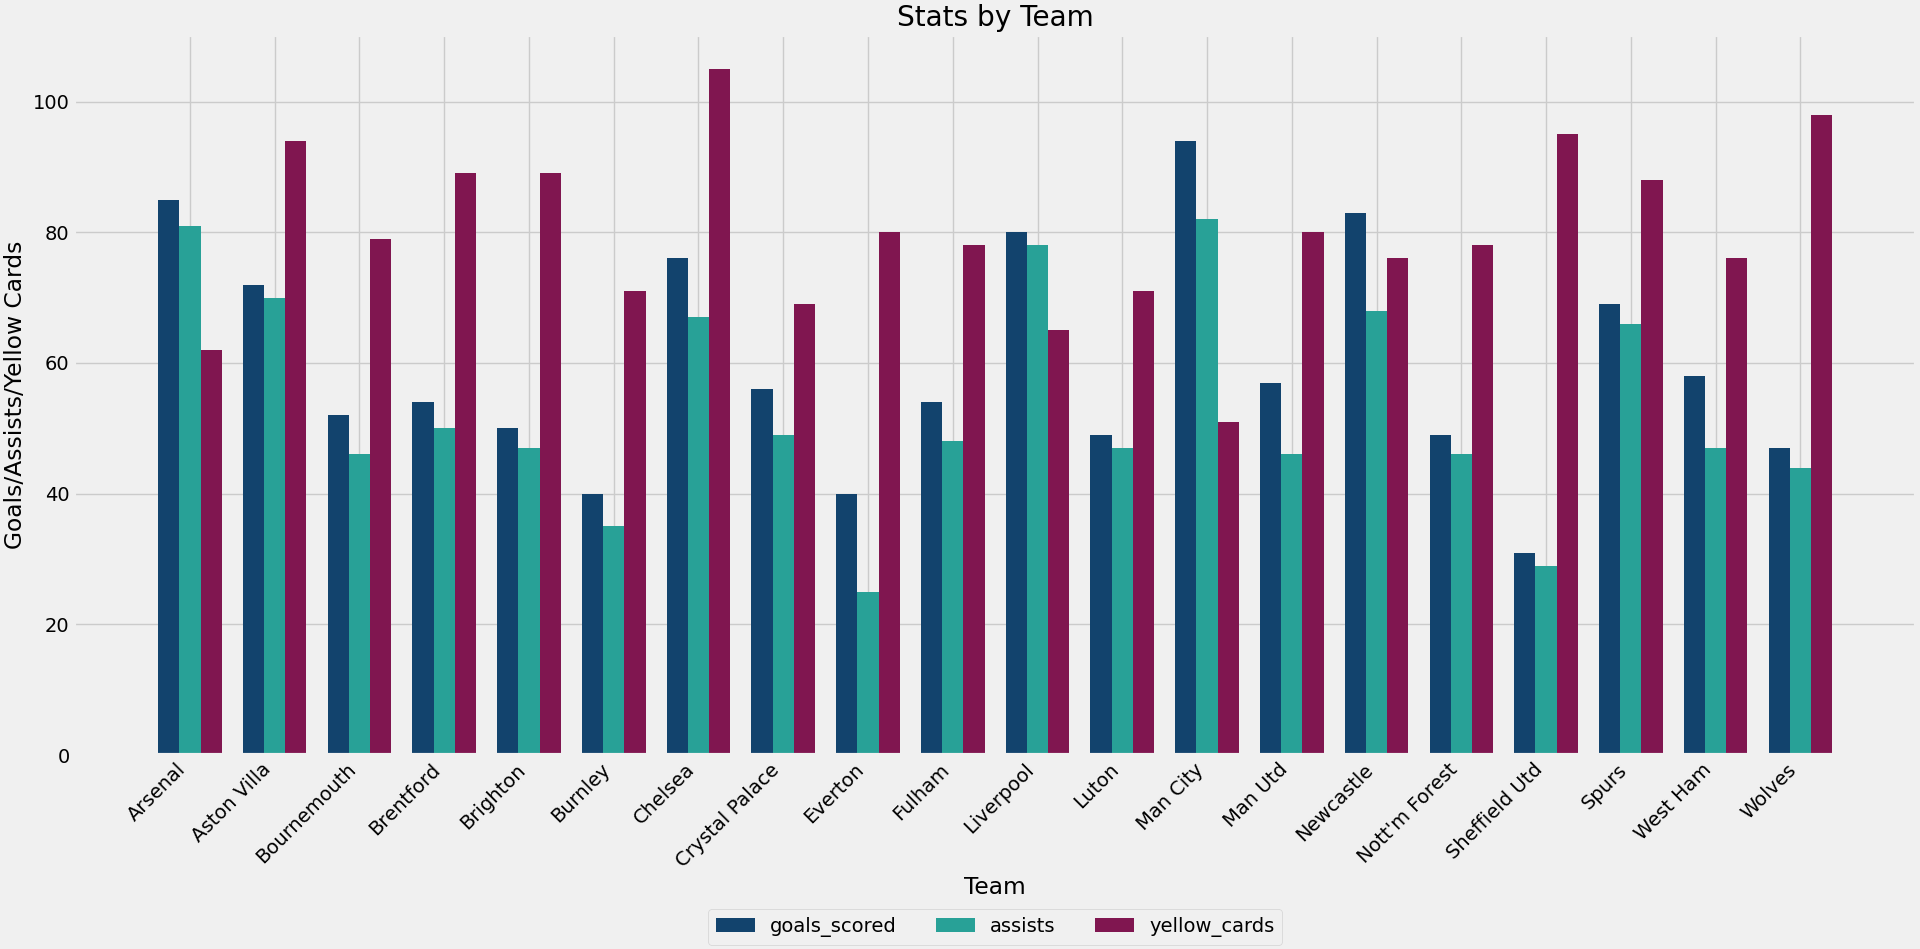 Stats by Team
Goals/Assists/Yellow Cards
100
80
60
40
20
0
Arsenal
Aston Villa
Bournemouth
Brentford
Brighton
Burnley
Chelsea
Crystal Palace
Everton
Fulham
Liverpool
Luton
Man City
Man Utd
Newcastle
Nott'm Forest
Sheffield Utd
Spurs
West Ham
Wolves
Team
goals_scored assists yellow_cards